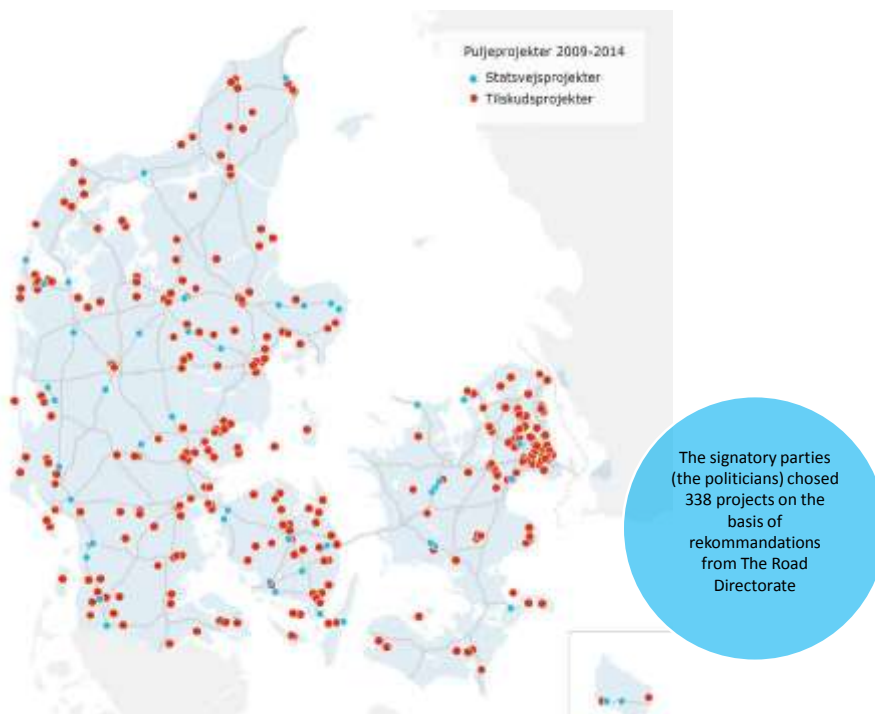 Puljeprojekter 2009-2014
Statsvejsprojekter
Tilskudsprojekter
The signatory parties
(the politicians) chosed
338 projects on the
basis of
rekommandations
from The Road
Directorate